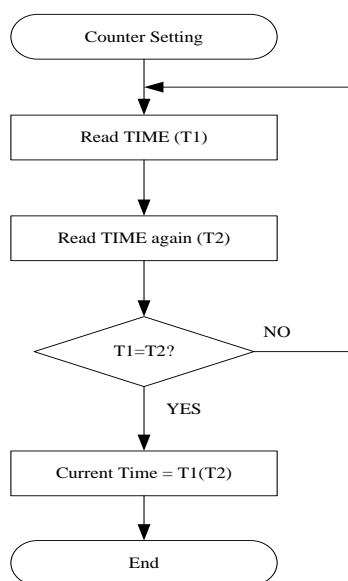 Counter Setting
Read TIME (T1)
Read TIME again (T2)
T1=T2?
NO
YES
Current Time = T1(T2)
End